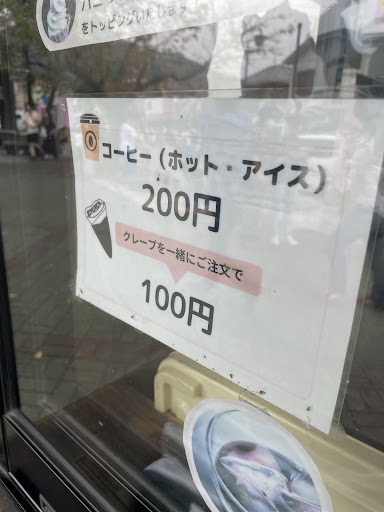 をトッピングいたします！
コーヒー（ホット・アイス）
200円
クレープを一緒にご注文で
100円